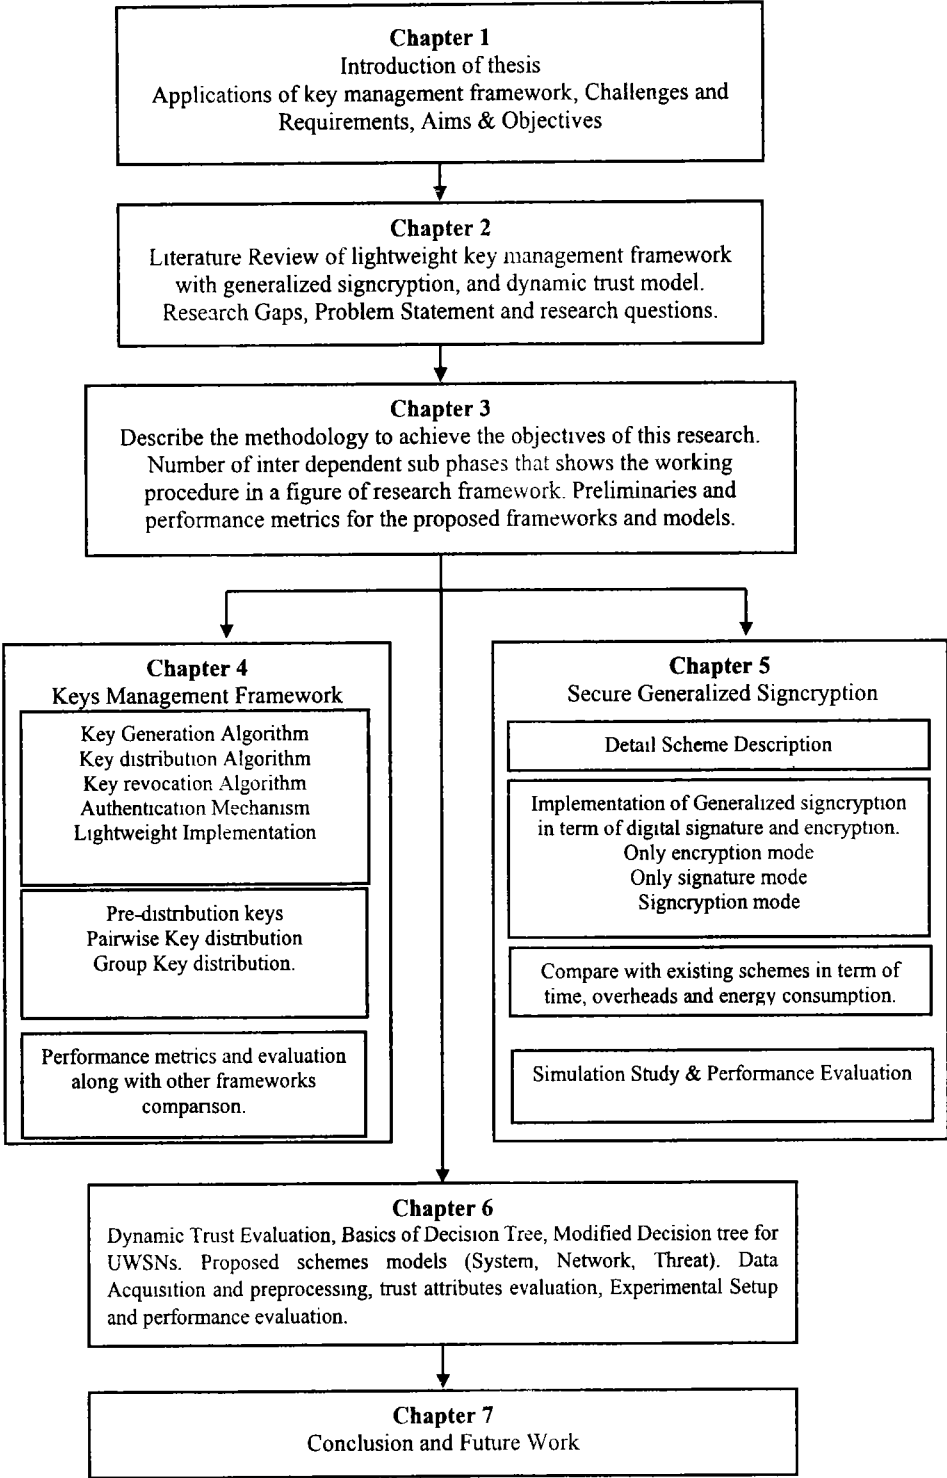 Chapter 1
Introduction of thesis
Applications of key management framework, Challenges and
Requirements, Aims & Objectives
Chapter 2
Literature Review of lightweight key management framework
with generalized signcryption, and dynamic trust model.
Research Gaps, Problem Statement and research questions.
Chapter 3
Describe the methodology to achieve the objectives of this research.
Number of inter dependent sub phases that shows the working
procedure in a figure of research framework. Preliminaries and
performance metrics for the proposed frameworks and models.
Chapter 4
Keys Management Framework
Key Generation Algorithm
Key distribution Algorithm
Key revocation Algorithm
Authentication Mechanism
Lightweight Implementation
Pre-distribution keys
Pairwise Key distribution
Group Key distribution.
Performance metrics and evaluation
along with other frameworks
comparison.
Chapter 5
Secure Generalized Signcryption
Detail Scheme Description
Implementation of Generalized signcryption
in term of digital signature and encryption.
Only encryption mode
Only signature mode
Signcryption mode
Compare with existing schemes in term of
time, overheads and energy consumption.
Simulation Study & Performance Evaluation
Chapter 6
Dynamic Trust Evaluation, Basics of Decision Tree, Modified Decision tree for
UWSNs. Proposed schemes models (System, Network, Threat). Data
Acquisition and preprocessing, trust attributes evaluation, Experimental Setup
and performance evaluation.
Chapter 7
Conclusion and Future Work